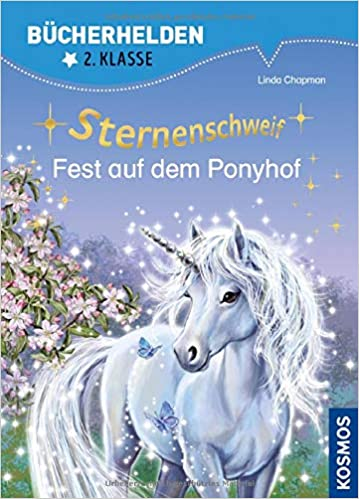 BÜCHERHELDEN
2. KLASSE
Linda Chapman
Sternenschweif
Fest auf dem Ponyhof
KOSMOS